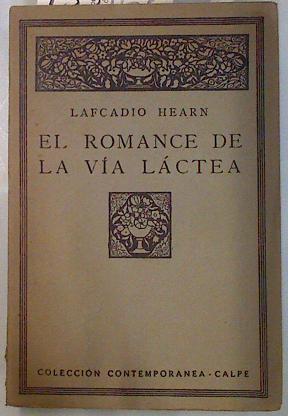 LAFCADIO HEARN
EL ROMANCE DE
LA VÍA LÁCTEA
COLECCIÓN CONTEMPORANEA - CALPE